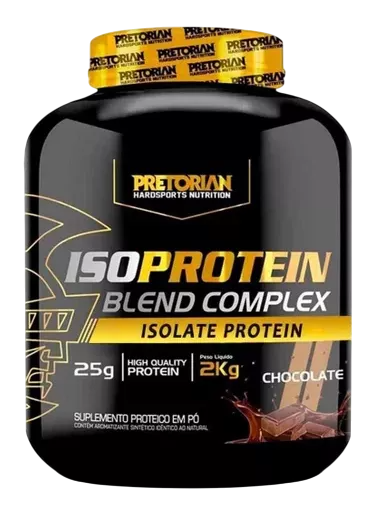 PRETORIAN
HARDSPORTS NUTRITION
PRETORIAN
HARDSPORTS NUTRITION
ISOPROTEIN
BLEND COMPLEX
ISOLATE PROTEIN
25g
HIGH QUALITY
PROTEIN
Peso Líquido
2Kg
CHOCOLATE
SUPLEMENTO PROTEICO EM PÓ
CONTÉM AROMATIZANTE SINTÉTICO IDÊNTICO AO NATURAL